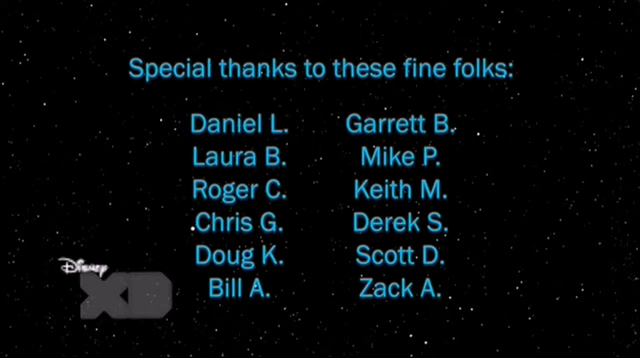 Special thanks to these fine folks:
Daniel L. Garrett B.
Laura B. Mike P.
Roger C. Keith M.
Chris G. Derek S.
Doug K. Scott D.
Bill A. Zack A.
Disney
XD